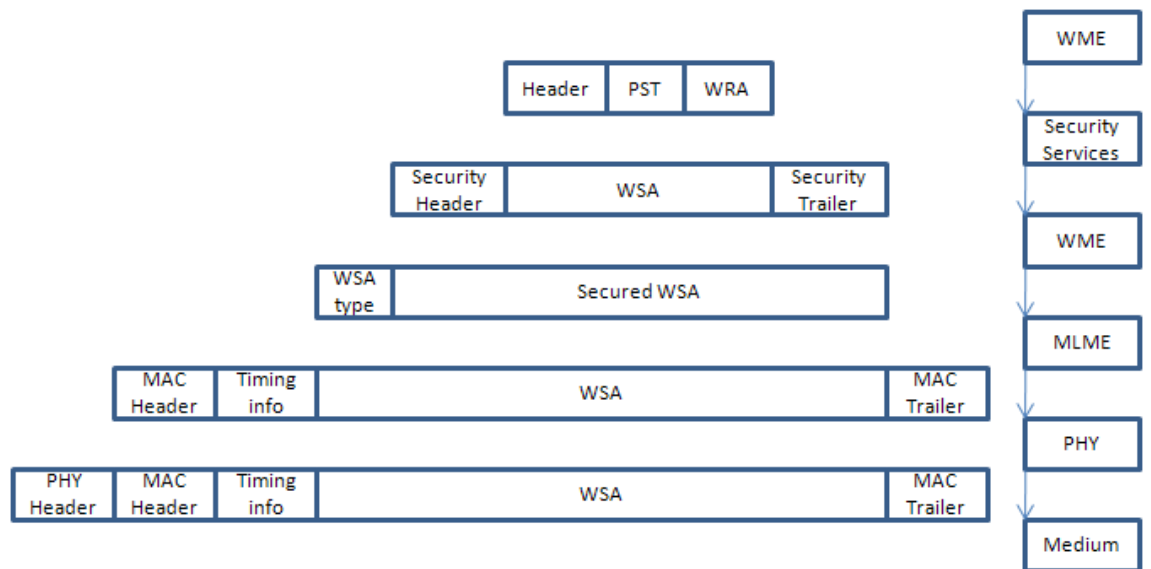 WME
Header PST WRA
Security
Services
Security
Header
WSA
Security
Trailer
WME
WSA
type
Secured WSA
MLME
MAC
Header
Timing
info
WSA
MAC
Trailer
PHY
PHY
Header
MAC
Header
Timing
info
WSA
MAC
Trailer
Medium